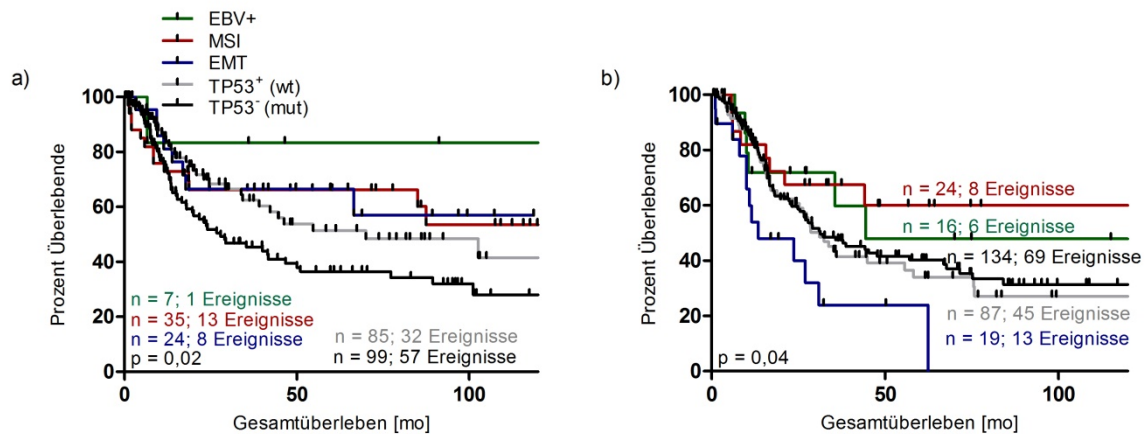 EBV+
MSI
EMT
TP53+ (wt)
TP53- (mut)
a)
100
80
60
40
20
0
Prozent Überlebende
n = 7; 1 Ereignisse
n = 35; 13 Ereignisse
n = 24; 8 Ereignisse
p = 0,02
n = 85; 32 Ereignisse
n = 99; 57 Ereignisse
0
50
100
Gesamtüberleben [mo]
b)
100
80
60
40
20
0
Prozent Überlebende
n = 24; 8 Ereignisse
n = 16; 6 Ereignisse
n = 134; 69 Ereignisse
n = 87; 45 Ereignisse
n = 19; 13 Ereignisse
p = 0,04
0
50
100
Gesamtüberleben [mo]